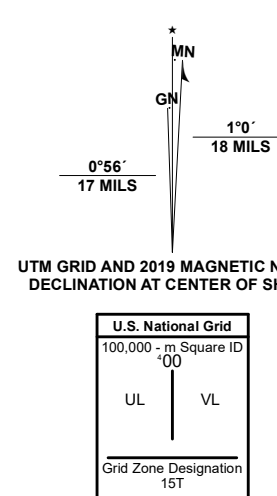 ★
MN
GN
1°0´
18 MILS
0°56´
17 MILS
UTM GRID AND 2019 MAGNETIC
DECLINATION AT CENTER OF
U.S. National Grid
100,000 - m Square ID
⁴00
UL VL
Grid Zone Designation
15T